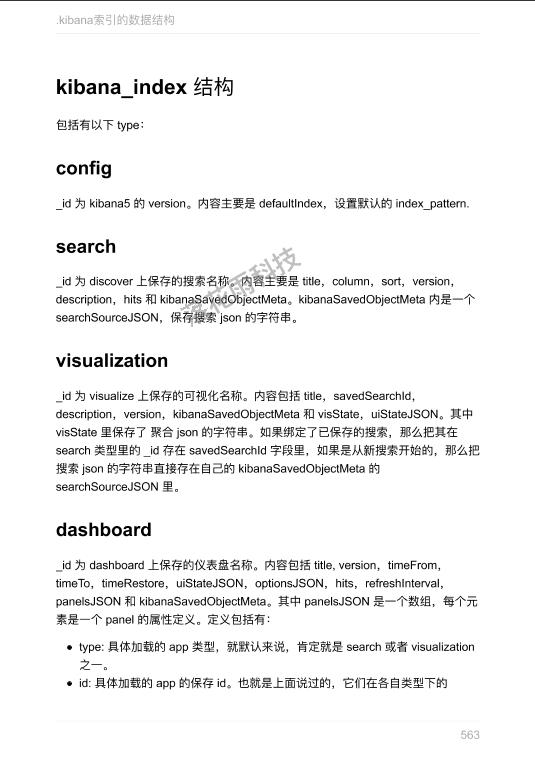 .kibana索引的数据结构
kibana_index 结构
包括有以下 type：
config
_id 为 kibana5 的 version。内容主要是 defaultIndex，设置默认的 index_pattern.
search
_id 为 discover 上保存的搜索名称。内容主要是 title，column，sort，version，
description，hits 和 kibanaSavedObjectMeta。kibanaSavedObjectMeta 内是一个
searchSourceJSON，保存搜索 json 的字符串。
落花雨科技
visualization
_id 为 visualize 上保存的可视化名称。内容包括 title，savedSearchId，
description，version，kibanaSavedObjectMeta 和 visState，uiStateJSON。其中
visState 里保存了 聚合 json 的字符串。如果绑定了已保存的搜索，那么把其在
search 类型里的 _id 存在 savedSearchId 字段里，如果是从新搜索开始的，那么把
搜索 json 的字符串直接存在自己的 kibanaSavedObjectMeta 的
searchSourceJSON 里。
dashboard
_id 为 dashboard 上保存的仪表盘名称。内容包括 title, version，timeFrom，
timeTo，timeRestore，uiStateJSON，optionsJSON，hits，refreshInterval，
panelsJSON 和 kibanaSavedObjectMeta。其中 panelsJSON 是一个数组，每个元
素是一个 panel 的属性定义。定义包括有：
● type: 具体加载的 app 类型，就默认来说，肯定就是 search 或者 visualization
之一。
● id: 具体加载的 app 的保存 id。也就是上面说过的，它们在各自类型下的
563